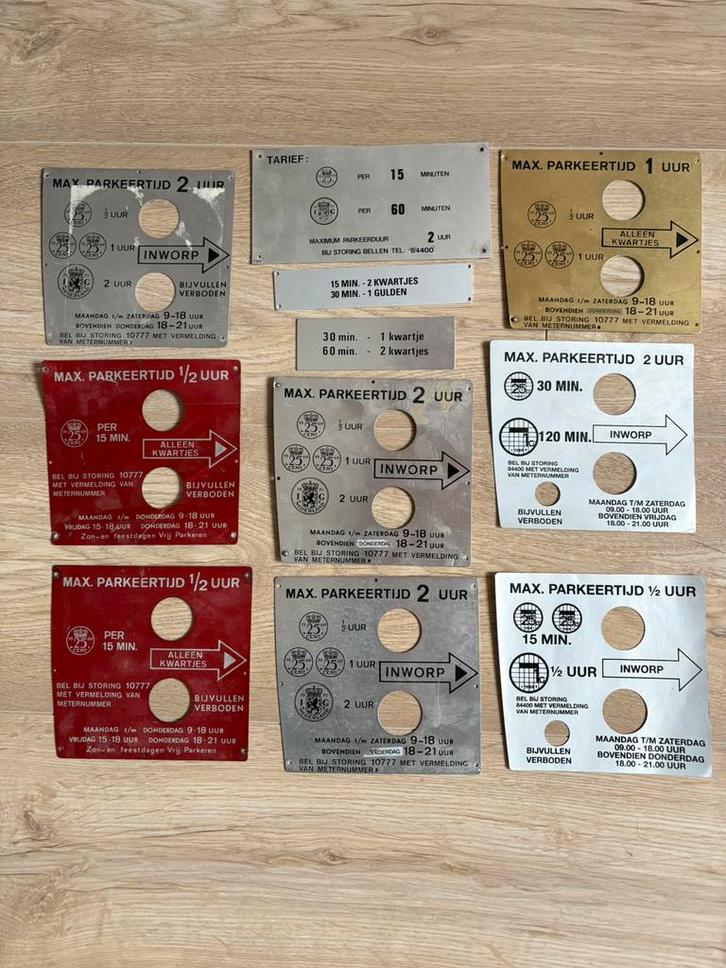 MAX. PARKEERTIJD 2 UUR
25 CENT
½ UUR
1 UUR
INWORP
2 UUR
BIJVULLEN
VERBODEN
MAANDAG t/m ZATERDAG 9-18 UUR
BOVENDIEN DONDERDAG 18-21 UUR
BEL BIJ STORING 10777 MET VERMELDING
VAN METERNUMMER
TARIEF:
25
PER 15 MINUTEN
1 G
PER 60 MINUTEN
MAXIMUM PARKEERDUUR 2 UUR
BIJ STORING BELLEN TEL. 84400
15 MIN. - 2 KWARTJES
30 MIN. - 1 GULDEN
30 min. - 1 kwartje
60 min. - 2 kwartjes
MAX. PARKEERTIJD 1 UUR
25 CENT
½ UUR
ALLEEN
KWARTJES
25 CENT 25 CENT
1 UUR
MAANDAG t/m ZATERDAG 9-18 UUR
BOVENDIEN DONDERDAG 18-21 UUR
BEL BIJ STORING 10777 MET VERMELDING
VAN METERNUMMER
MAX. PARKEERTIJD 1/2 UUR
25 CENT
PER
15 MIN.
ALLEEN
KWARTJES
BEL BIJ STORING 10777
MET VERMELDING VAN
METERNUMMER
BIJVULLEN
VERBODEN
MAANDAG t/m DONDERDAG 9-18 UUR
VRIJDAG 15-18 UUR DONDERDAG 18-21 UUR
Zon-en feestdagen Vrij Parkeren
MAX. PARKEERTIJD 2 UUR
25 CENT
½ UUR
25 CENT 25 CENT
1 UUR
INWORP
1 G
NEDERLAND
2 UUR
MAANDAG t/m ZATERDAG 9-18 UUR
BOVENDIEN DONDERDAG 18-21 UUR
BEL BIJ STORING 10777 MET VERMELDING
VAN METERNUMMER
MAX. PARKEERTIJD 2 UUR
25
30 MIN.
120 MIN.
INWORP
BEL BIJ STORING
84400 MET VERMELDING
VAN METERNUMMER
BIJVULLEN
VERBODEN
MAANDAG T/M ZATERDAG
09.00 - 18.00 UUR
BOVENDIEN VRIJDAG
18.00 - 21.00 UUR
MAX. PARKEERTIJD 1/2 UUR
25 CENT
PER
15 MIN.
ALLEEN
KWARTJES
BEL BIJ STORING 10777
MET VERMELDING VAN
METERNUMMER
BIJVULLEN
VERBODEN
MAANDAG t/m DONDERDAG 9-18 UUR
VRIJDAG 15-18 UUR DONDERDAG 18-21 UUR
Zon-en feestdagen Vrij Parkeren
MAX. PARKEERTIJD 2 UUR
25 CENT
½ UUR
25 CENT 25 CENT
1 UUR
INWORP
1 G
NEDERLAND
2 UUR
MAANDAG t/m ZATERDAG 9-18 UUR
BOVENDIEN 18-21 UUR
BEL BIJ STORING 10777 MET VERMELDING
VAN METERNUMMER
MAX. PARKEERTIJD ½ UUR
25 25
15 MIN.
½ UUR
INWORP
BEL BIJ STORING
84400 MET VERMELDING
VAN METERNUMMER
BIJVULLEN
VERBODEN
MAANDAG T/M ZATERDAG
09.00 - 18.00 UUR
BOVENDIEN DONDERDAG
18.00 - 21.00 UUR